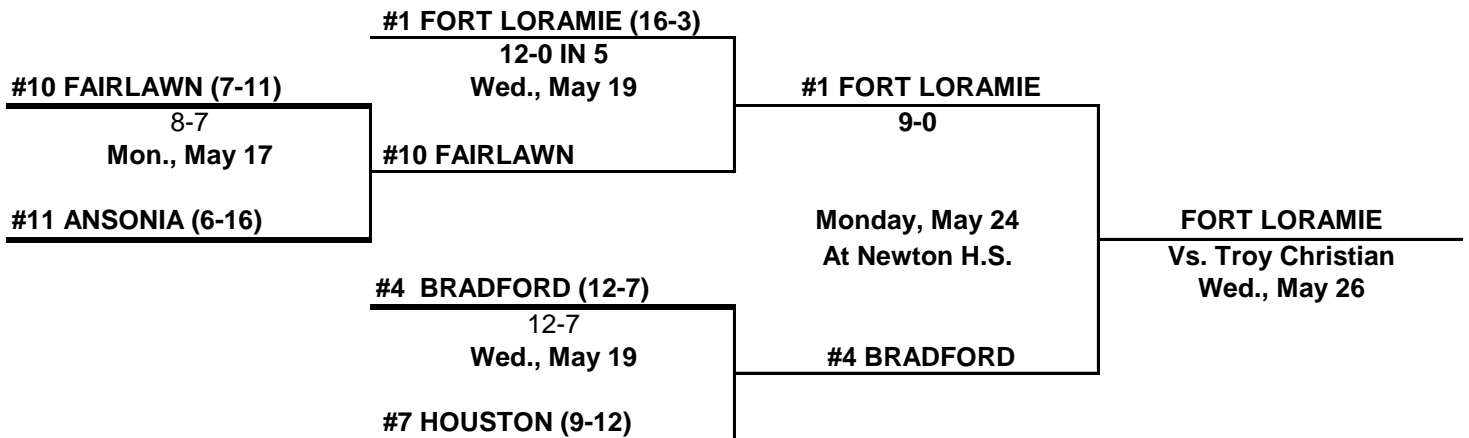 #1 FORT LORAMIE (16-3)
12-0 IN 5
#10 FAIRLAWN (7-11)
Wed., May 19
#1 FORT LORAMIE
8-7
9-0
Mon., May 17
#10 FAIRLAWN
#11 ANSONIA (6-16)
Monday, May 24
FORT LORAMIE
At Newton H.S.
Vs. Troy Christian
#4 BRADFORD (12-7)
Wed., May 26
12-7
Wed., May 19
#4 BRADFORD
#7 HOUSTON (9-12)